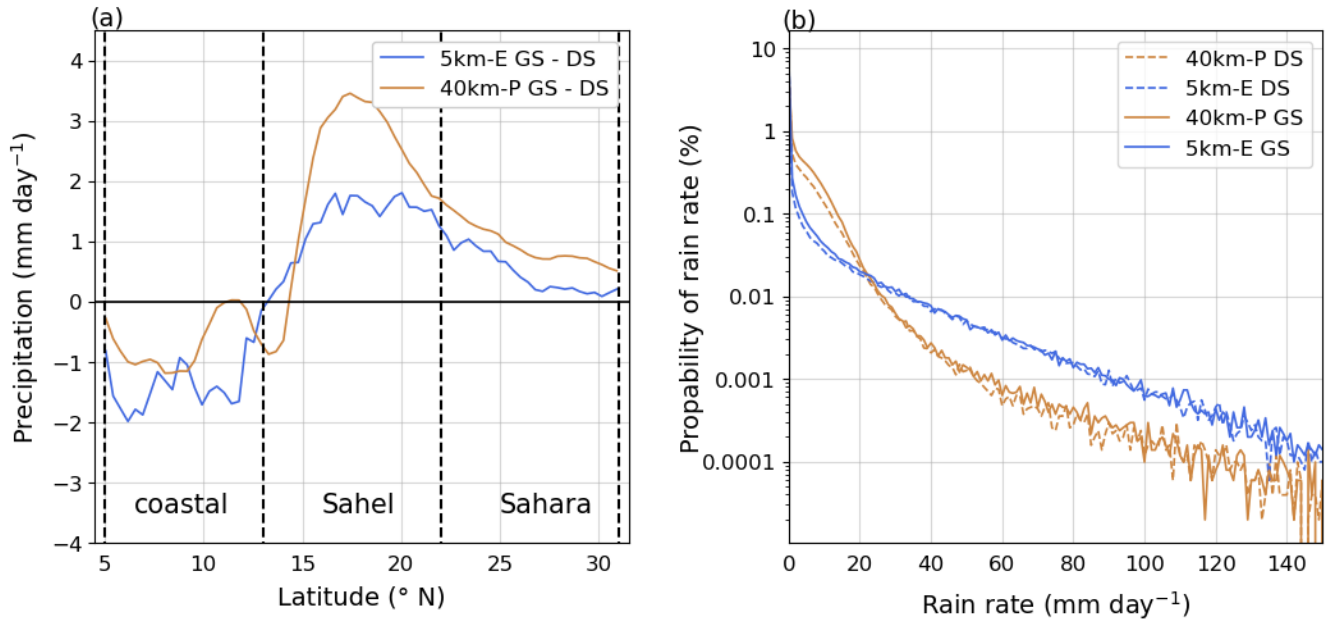 (a)
5km-E GS - DS
40km-P GS - DS
Precipitation (mm day⁻¹)
4
3
2
1
0
−1
−2
−3
−4
coastal
Sahel
Sahara
5
10
15
20
25
30
Latitude (° N)
(b)
40km-P DS
5km-E DS
40km-P GS
5km-E GS
Propability of rain rate (%)
10
1
0.1
0.01
0.001
0.0001
0
20
40
60
80
100
120
140
Rain rate (mm day⁻¹)